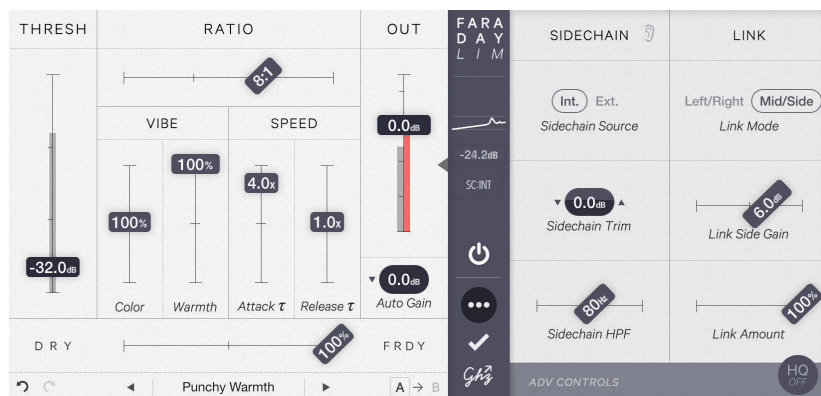 THRESH
RATIO
OUT
FARA
DAY
LIM
SIDECHAIN
LINK
8:1
Int. Ext.
Sidechain Source
Left/Right Mid/Side
Link Mode
VIBE
SPEED
0.0dB
-24.2dB
SC:INT
100%
100%
4.0x
1.0x
0.0dB
Sidechain Trim
6.0dB
Link Side Gain
-32.0dB
Color
Warmth
Attack τ
Release τ
0.0dB
Auto Gain
80Hz
Sidechain HPF
100%
Link Amount
DRY
100%
FRDY
Punchy Warmth
A → B
Ghz
ADV CONTROLS
HQ
OFF